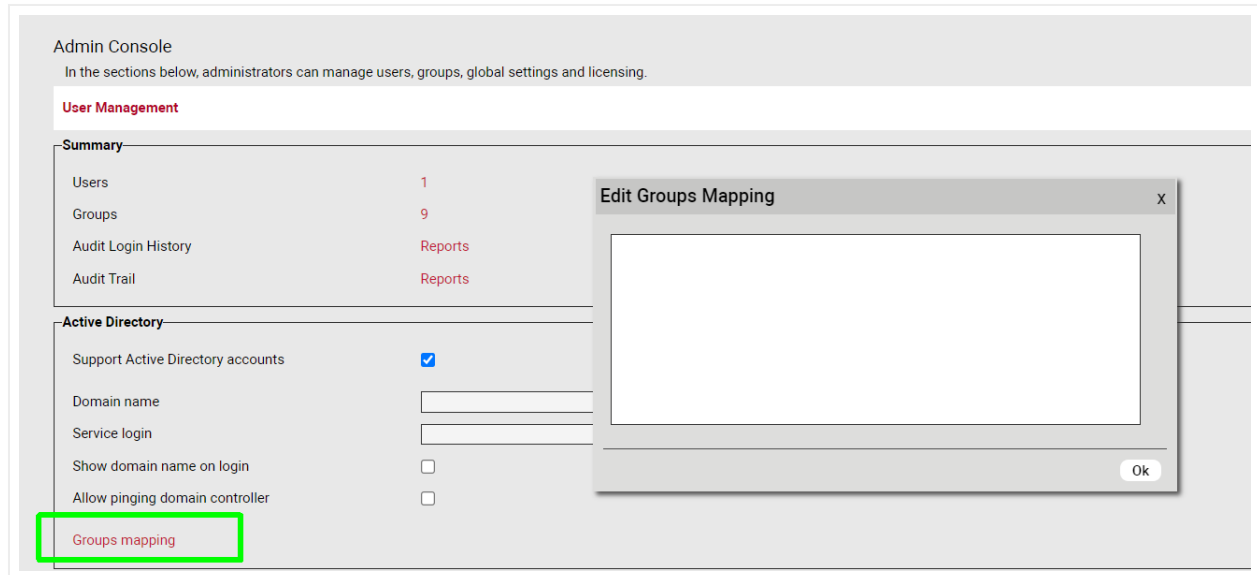 Admin Console
In the sections below, administrators can manage users, groups, global settings and licensing.
User Management
Summary
Users 1
Groups 9
Audit Login History Reports
Audit Trail Reports
Edit Groups Mapping X
Ok
Active Directory
Support Active Directory accounts
Domain name
Service login
Show domain name on login
Allow pinging domain controller
Groups mapping